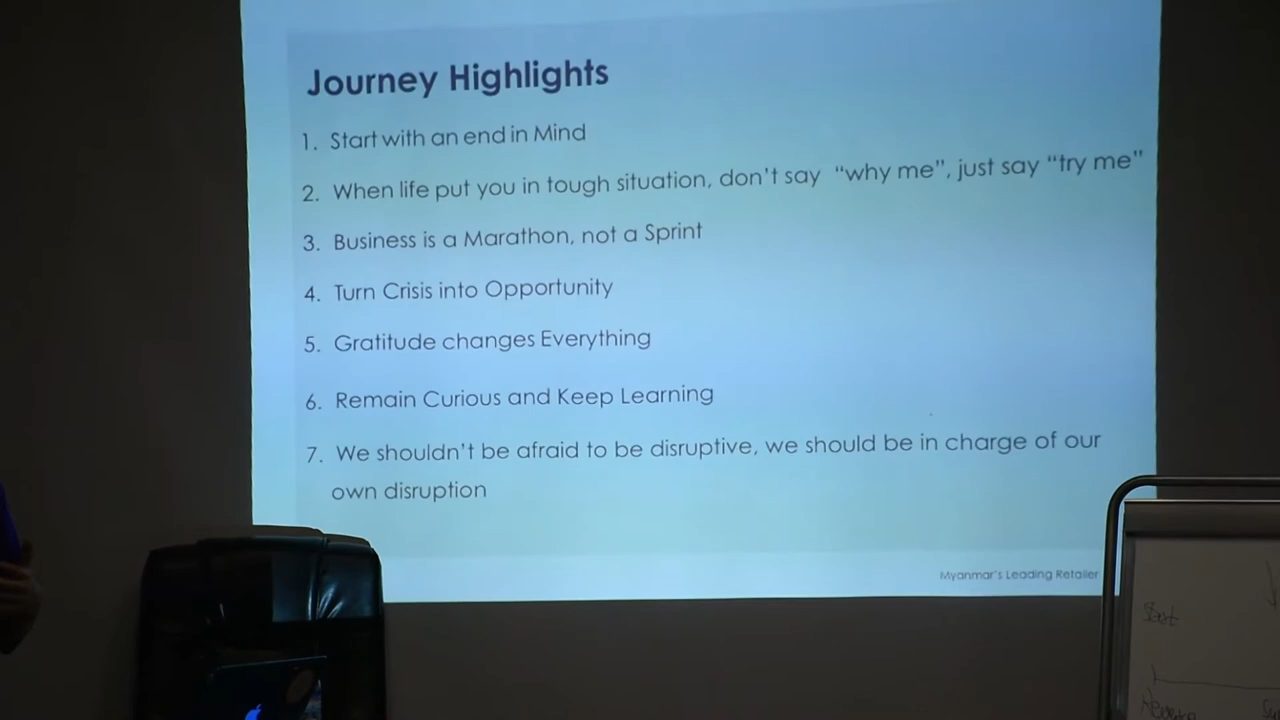 Journey Highlights
1. Start with an end in Mind
2. When life put you in tough situation, don't say "why me", just say "try me"
3. Business is a Marathon, not a Sprint
4. Turn Crisis into Opportunity
5. Gratitude changes Everything
6. Remain Curious and Keep Learning
7. We shouldn't be afraid to be disruptive, we should be in charge of our
own disruption
Myanmar's Leading Retailer